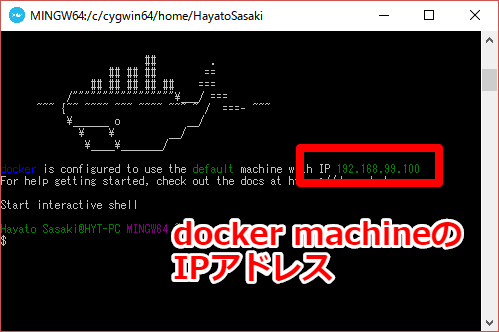 MINGW64:/c/cygwin64/home/HayatoSasaki
docker is configured to use the default machine with IP 192.168.99.100
For help getting started, check out the docs at
Start interactive shell
Hayato Sasaki@HYT-PC MINGW64
$
docker machineの
IPアドレス